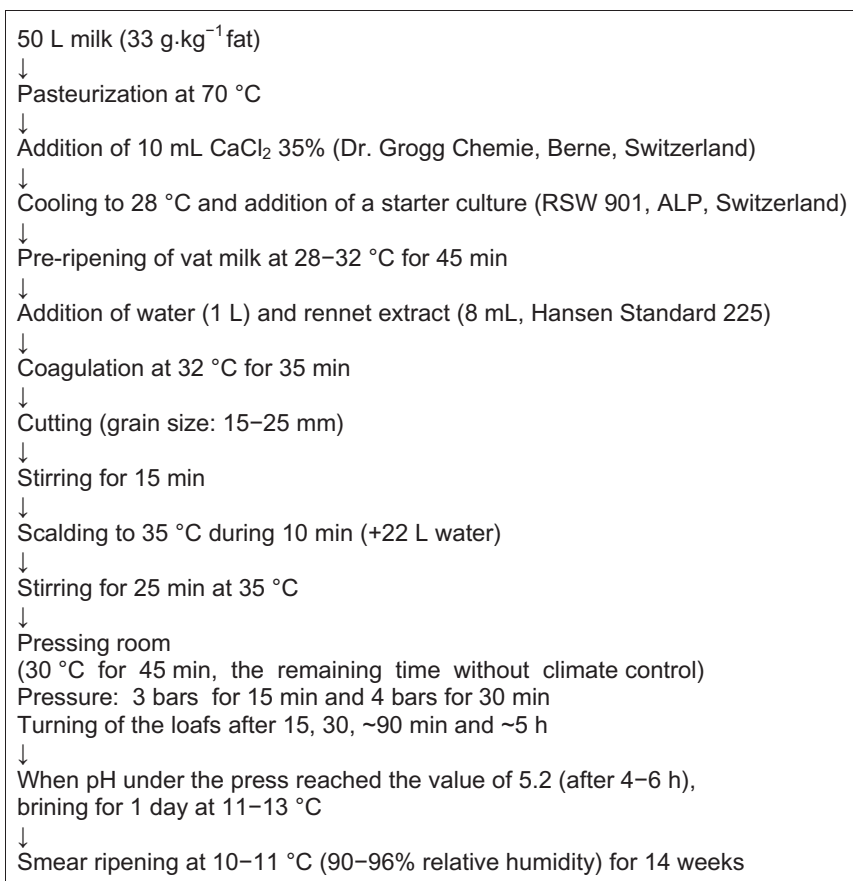 50 L milk (33 g·kg⁻¹ fat)
↓
Pasteurization at 70 °C
↓
Addition of 10 mL CaCl₂ 35% (Dr. Grogg Chemie, Berne, Switzerland)
↓
Cooling to 28 °C and addition of a starter culture (RSW 901, ALP, Switzerland)
↓
Pre-ripening of vat milk at 28−32 °C for 45 min
↓
Addition of water (1 L) and rennet extract (8 mL, Hansen Standard 225)
↓
Coagulation at 32 °C for 35 min
↓
Cutting (grain size: 15−25 mm)
↓
Stirring for 15 min
↓
Scalding to 35 °C during 10 min (+22 L water)
↓
Stirring for 25 min at 35 °C
↓
Pressing room
(30 °C for 45 min, the remaining time without climate control)
Pressure: 3 bars for 15 min and 4 bars for 30 min
Turning of the loafs after 15, 30, ~90 min and ~5 h
↓
When pH under the press reached the value of 5.2 (after 4−6 h),
brining for 1 day at 11−13 °C
↓
Smear ripening at 10−11 °C (90−96% relative humidity) for 14 weeks